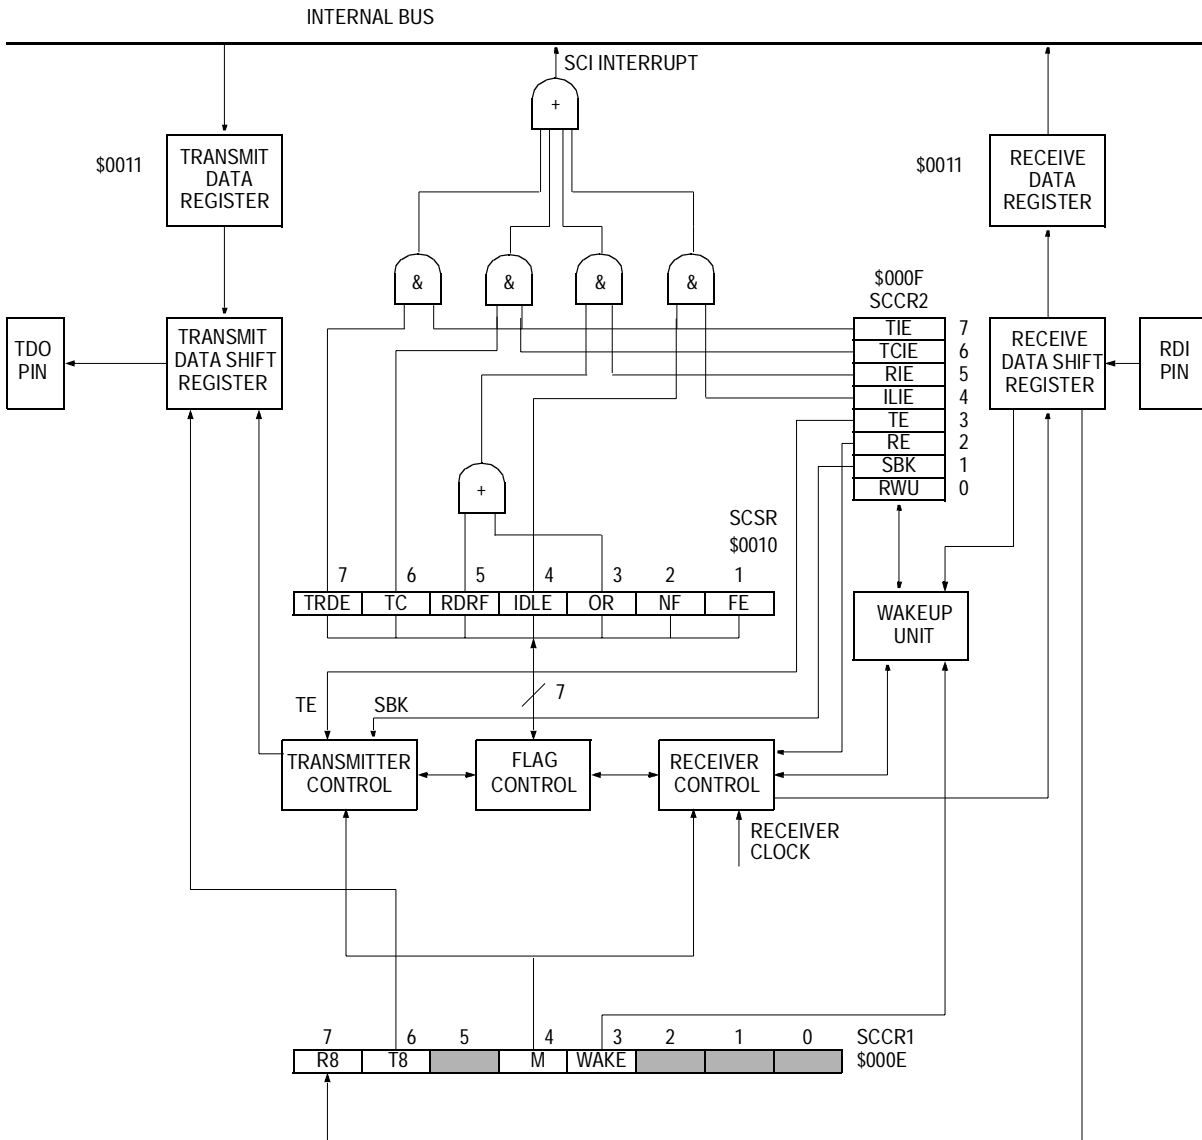 INTERNAL BUS
SCI INTERRUPT
+
$0011
TRANSMIT
DATA
REGISTER
$0011
RECEIVE
DATA
REGISTER
&
&
&
&
$000F
SCCR2
TDO
PIN
TRANSMIT
DATA SHIFT
REGISTER
TIE 7
TCIE 6
RIE 5
ILIE 4
TE 3
RE 2
SBK 1
RWU 0
RECEIVE
DATA SHIFT
REGISTER
RDI
PIN
+
SCSR
$0010
7 6 5 4 3 2 1
TRDE TC RDRF IDLE OR NF FE
WAKEUP
UNIT
7
TE
SBK
TRANSMITTER
CONTROL
FLAG
CONTROL
RECEIVER
CONTROL
RECEIVER
CLOCK
7 6 5 4 3 2 1 0
SCCR1
R8 T8 M WAKE
$000E